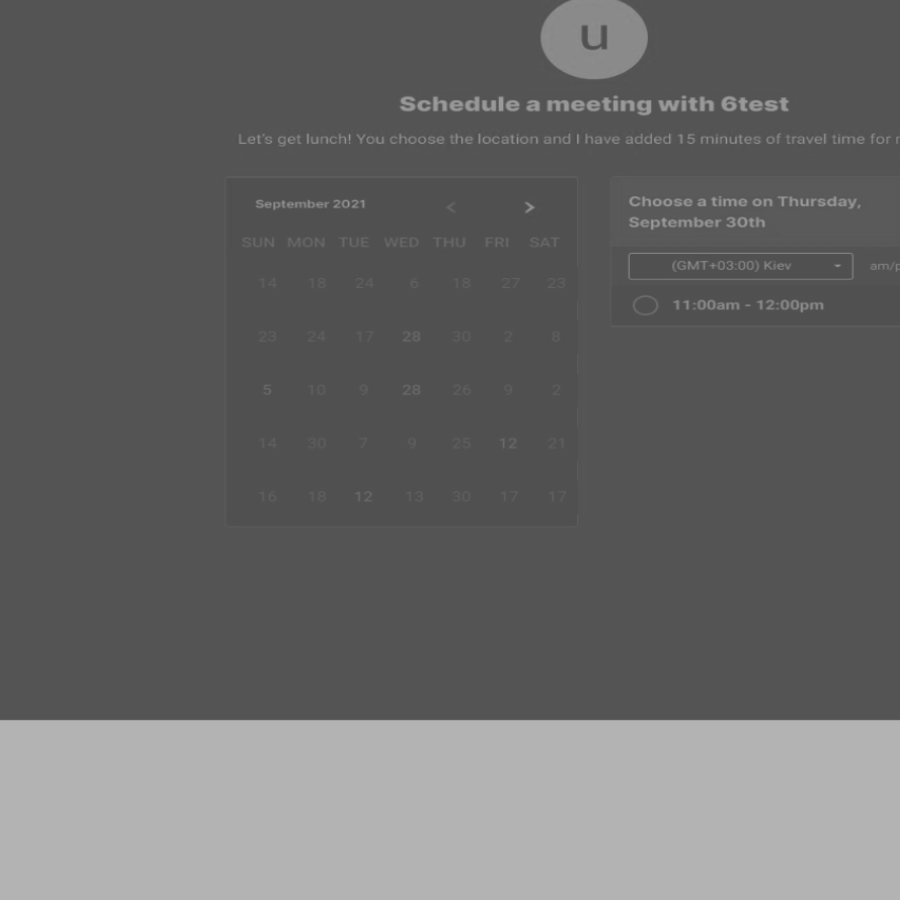 u
Schedule a meeting with 6test
Let's get lunch! You choose the location and I have added 15 minutes of travel time for
September 2021 < >
SUN MON TUE WED THU FRI SAT
14 18 24 6 18 27 23
23 24 17 28 30 2 8
5 10 9 28 26 9 2
14 30 7 9 25 12 21
16 18 12 13 30 17 17
Choose a time on Thursday,
September 30th
(GMT+03:00) Kiev am/p
11:00am - 12:00pm